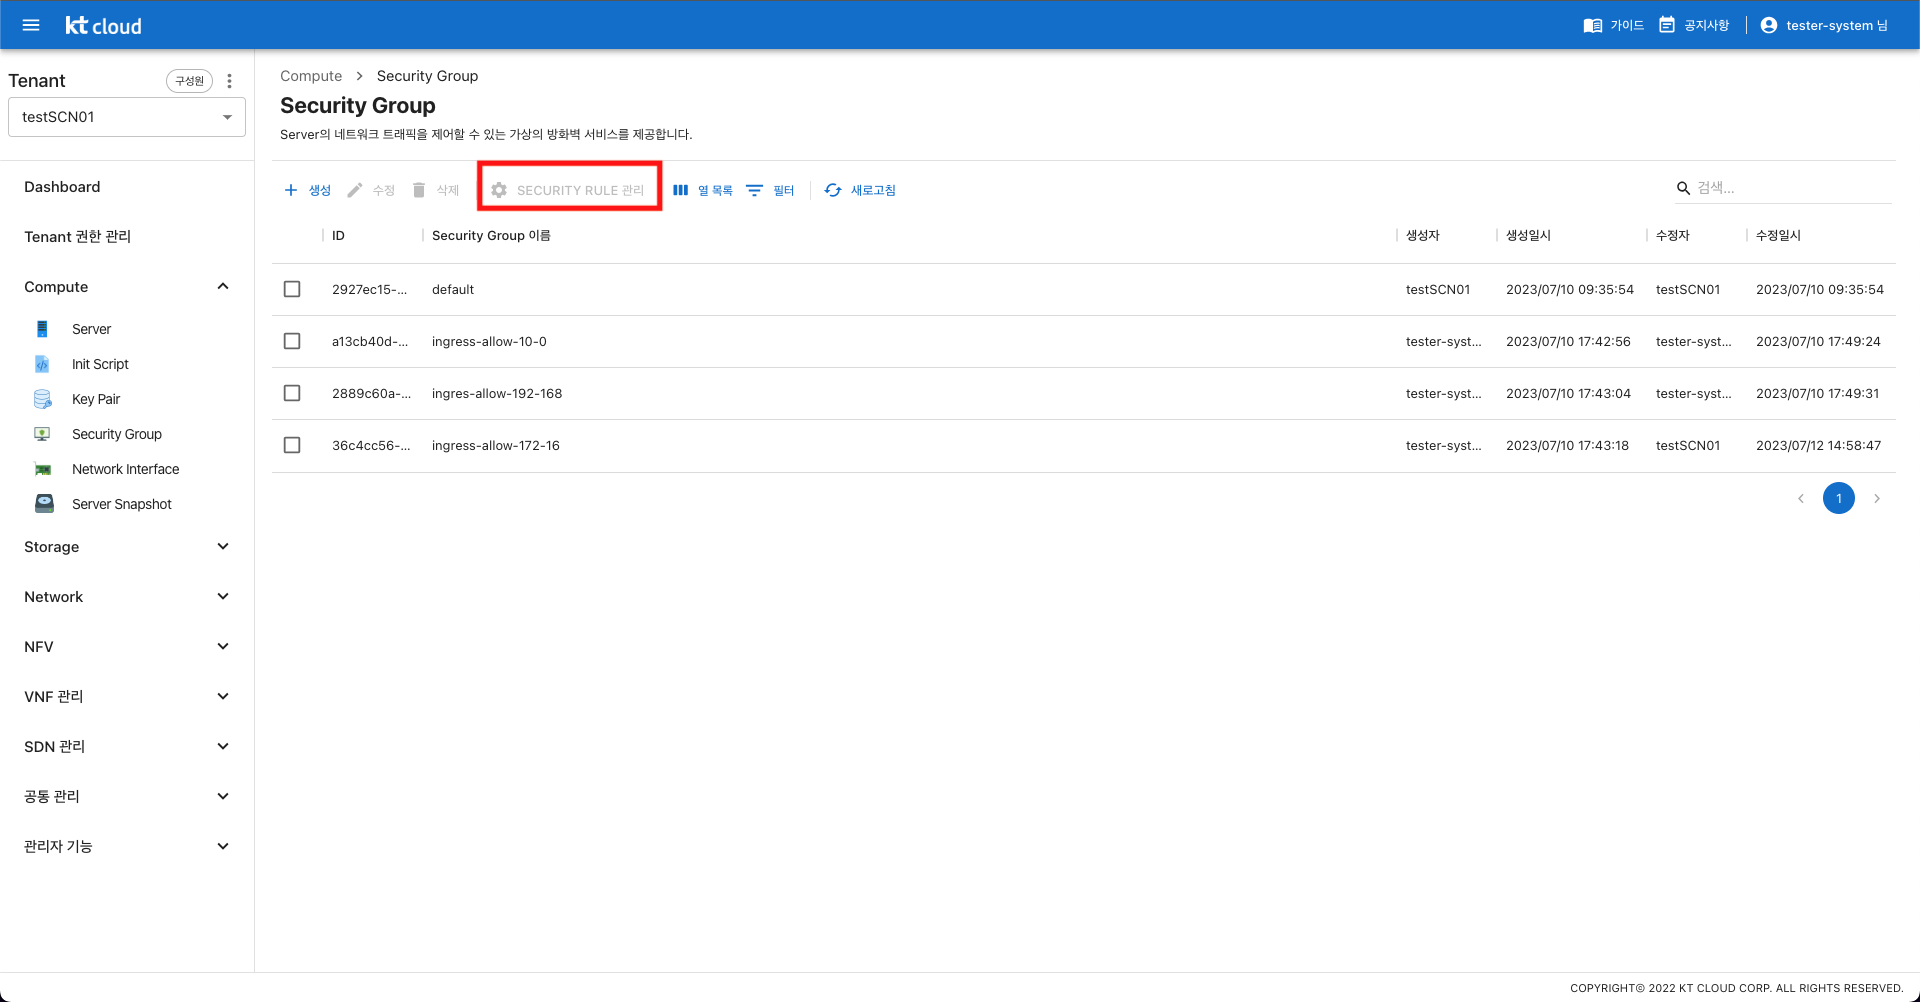 kt cloud
가이드
공지사항
tester-system 님
Tenant
구성원
testSCN01
Dashboard
Tenant 권한 관리
Compute
Server
Init Script
Key Pair
Security Group
Network Interface
Server Snapshot
Storage
Network
NFV
VNF 관리
SDN 관리
공통 관리
관리자 기능
Compute > Security Group
Security Group
Server의 네트워크 트래픽을 제어할 수 있는 가상의 방화벽 서비스를 제공합니다.
생성 수정 삭제 SECURITY RULE 관리 열 목록 필터 새로고침 검색...
ID Security Group 이름 생성자 생성일시 수정자 수정일시
2927ec15-... default testSCN01 2023/07/10 09:35:54 testSCN01 2023/07/10 09:35:54
a13cb40d-... ingress-allow-10-0 tester-syst... 2023/07/10 17:42:56 tester-syst... 2023/07/10 17:49:24
2889c60a-... ingres-allow-192-168 tester-syst... 2023/07/10 17:43:04 tester-syst... 2023/07/10 17:49:31
36c4cc56-... ingress-allow-172-16 tester-syst... 2023/07/10 17:43:18 testSCN01 2023/07/12 14:58:47
1
COPYRIGHT© 2022 KT CLOUD CORP. ALL RIGHTS RESERVED.